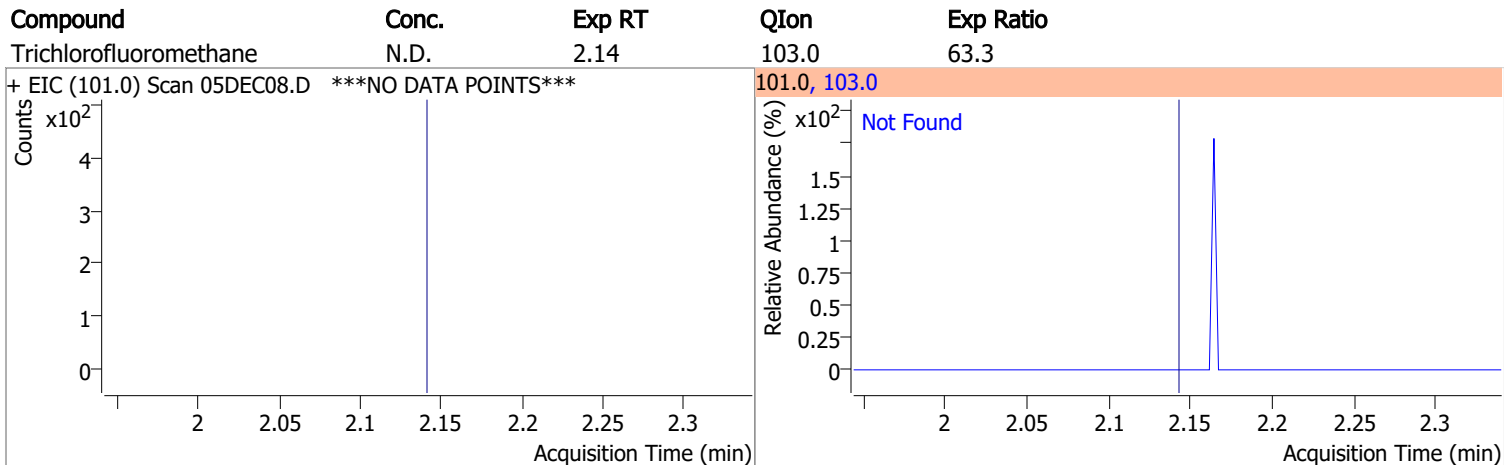 Compound Conc. Exp RT QIon Exp Ratio
Trichlorofluoromethane N.D. 2.14 103.0 63.3
+ EIC (101.0) Scan 05DEC08.D ***NO DATA POINTS***
Counts
x10²
4
3
2
1
0
2 2.05 2.1 2.15 2.2 2.25 2.3
Acquisition Time (min)
101.0, 103.0
Relative Abundance (%)
x10²
Not Found
1.5
1.25
1
0.75
0.5
0.25
0
2 2.05 2.1 2.15 2.2 2.25 2.3
Acquisition Time (min)